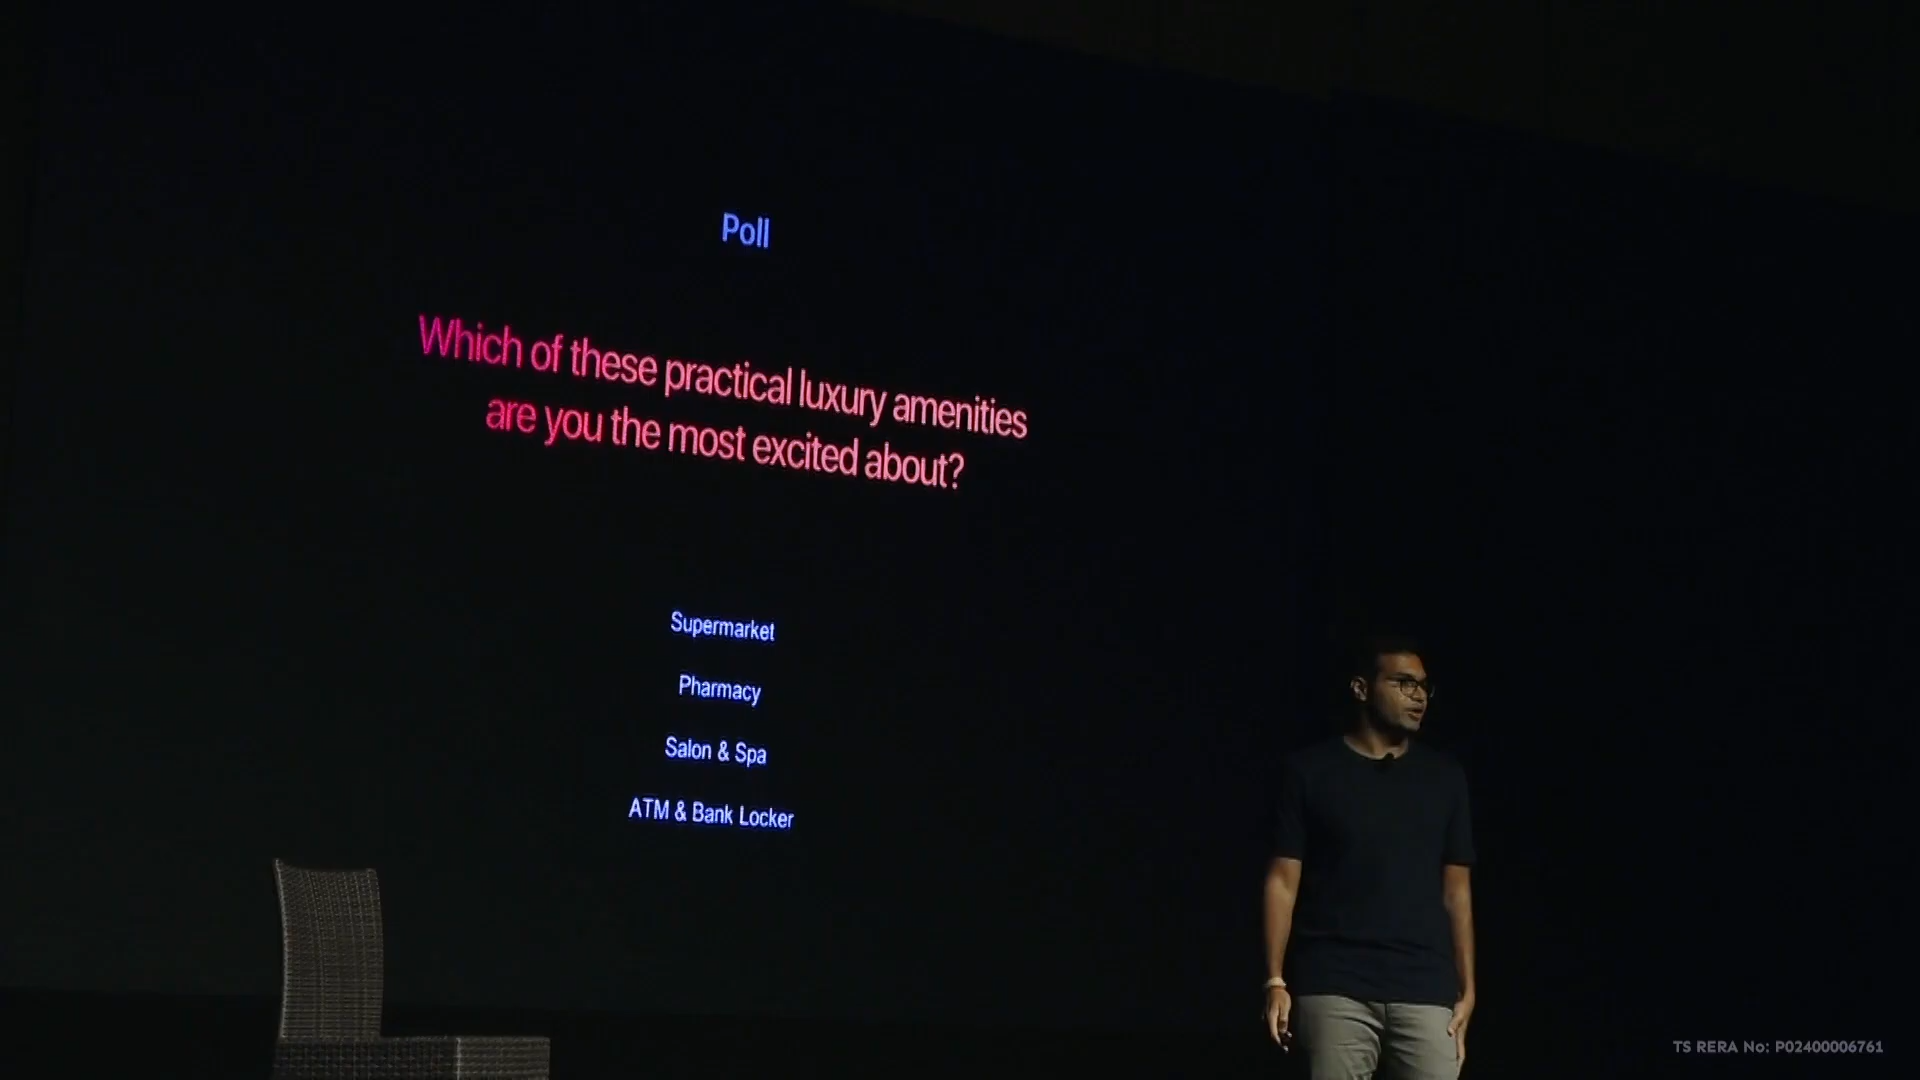 Poll
Which of these practical luxury amenities
are you the most excited about?
Supermarket
Pharmacy
Salon & Spa
ATM & Bank Locker
TS RERA No: P02400006761